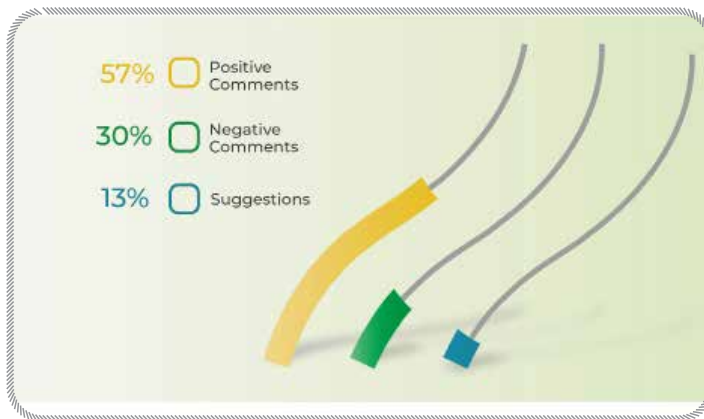 57% Positive
Comments
30% Negative
Comments
13% Suggestions